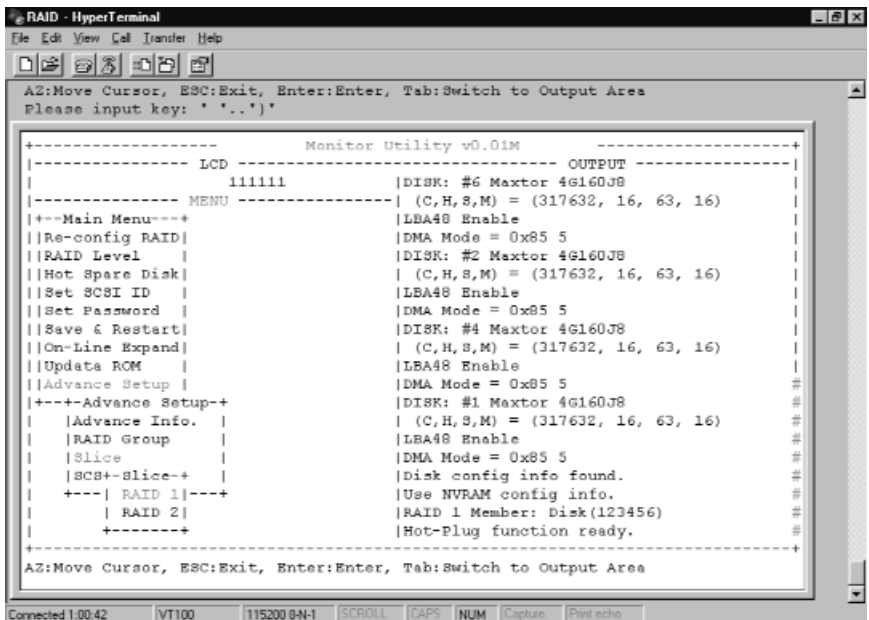 RAID - HyperTerminal
File Edit View Call Transfer Help
AZ:Move Cursor, ESC:Exit, Enter:Enter, Tab:Switch to Output Area
Please input key: ' '..')'
+------------------- Monitor Utility v0.01M --------------------+
|----------------- LCD ---------------------------------- OUTPUT -----------------|
| 111111 |DISK: #6 Maxtor 4G160J8 |
|---------------- MENU -----------------| (C,H,S,M) = (317632, 16, 63, 16) |
|+--Main Menu---+ |LBA48 Enable |
||Re-config RAID| |DMA Mode = 0x85 5 |
||RAID Level | |DISK: #2 Maxtor 4G160J8 |
||Hot Spare Disk| | (C,H,S,M) = (317632, 16, 63, 16) |
||Set SCSI ID | |LBA48 Enable |
||Set Password | |DMA Mode = 0x85 5 |
||Save & Restart| |DISK: #4 Maxtor 4G160J8 |
||On-Line Expand| | (C,H,S,M) = (317632, 16, 63, 16) |
||Updata ROM | |LBA48 Enable |
||Advance Setup | |DMA Mode = 0x85 5 #
|+--+-Advance Setup-+ |DISK: #1 Maxtor 4G160J8 #
| |Advance Info. | | (C,H,S,M) = (317632, 16, 63, 16) #
| |RAID Group | |LBA48 Enable #
| |Slice |DMA Mode = 0x85 5 #
| |SCS+-Slice-+ | |Disk config info found. #
| +---| RAID 1|---+ |Use NVRAM config info. #
| | RAID 2| |RAID 1 Member: Disk(123456) #
| +-------+ |Hot-Plug function ready. #
+---------------------------------------------------------------------------------+
AZ:Move Cursor, ESC:Exit, Enter:Enter, Tab:Switch to Output Area
Connected 1:00:42 VT100 115200 8-N-1 SCROLL CAPS NUM Capture Print echo